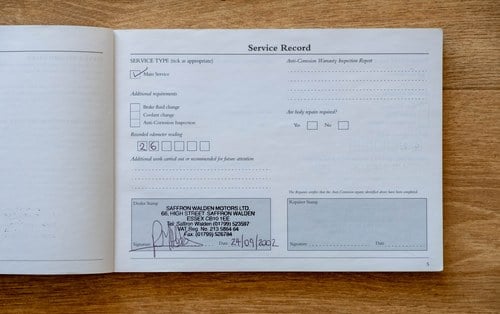 Service Record
SERVICE TYPE (tick as appropriate)
Main Service
Additional requirements
Brake fluid change
Coolant change
Anti-Corrosion Inspection
Recorded odometer reading
26
Additional work carried out or recommended for future attention
Dealer Stamp
SAFFRON WALDEN MOTORS LTD.
66, HIGH STREET SAFFRON WALDEN
ESSEX CB10 1EE
Tel: Saffron Walden (01799) 523597
VAT Reg No. 213 5864 64
Fax: (01799) 526784
Signature
Date 24/09/2002
Anti-Corrosion Warranty Inspection Report
Are body repairs required?
Yes No
The Repairer certifies that the Anti-Corrosion repairs identified above have been completed.
Repairer Stamp
Signature Date
5